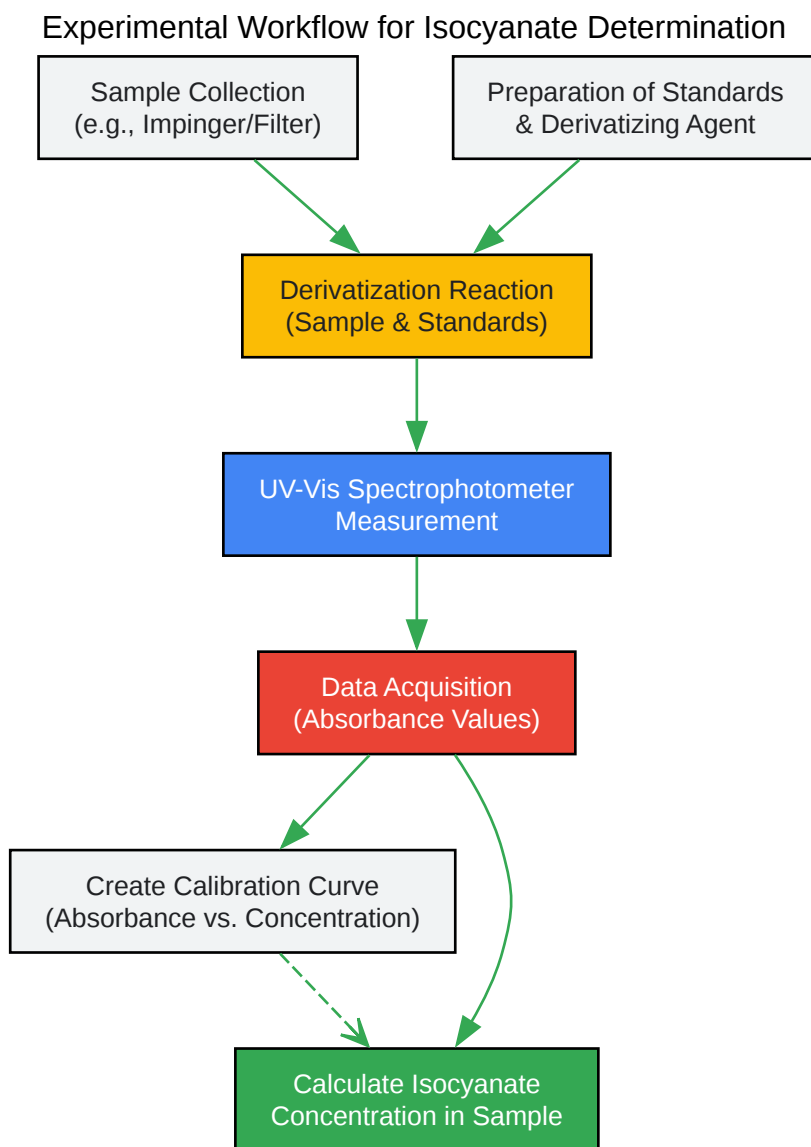 Experimental Workflow for Isocyanate Determination
Sample Collection
(e.g., Impinger/Filter)
Preparation of Standards
& Derivatizing Agent
Derivatization Reaction
(Sample & Standards)
UV-Vis Spectrophotometer
Measurement
Data Acquisition
(Absorbance Values)
Create Calibration Curve
(Absorbance vs. Concentration)
Calculate Isocyanate
Concentration in Sample